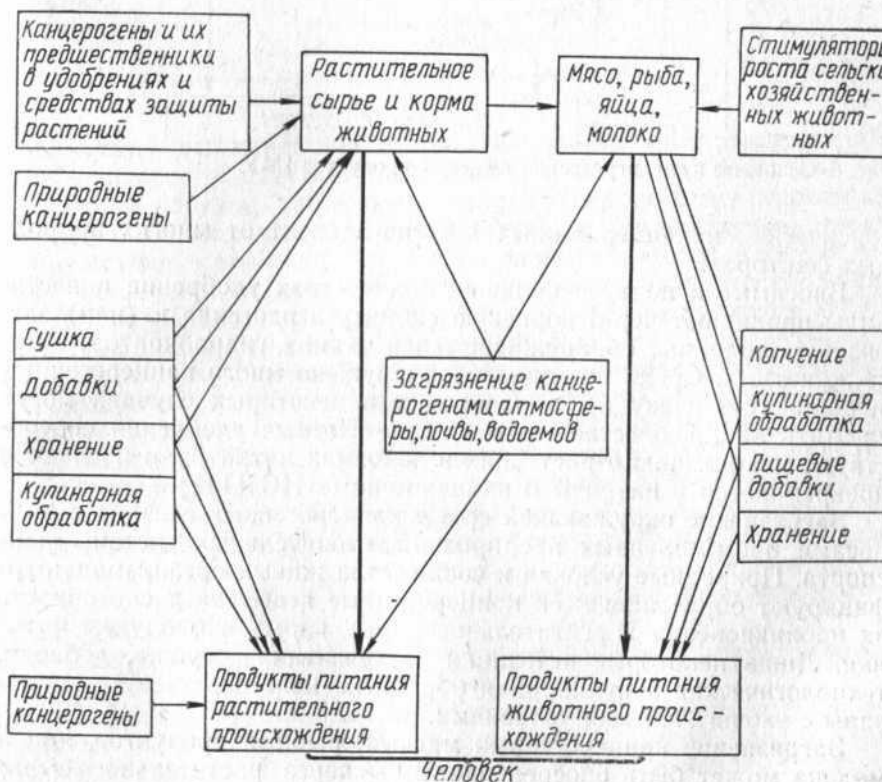 Канцерогены и их
предшественники
в удобрениях и
средствах защиты
растений
Растительное
сырье и корма
животных
Мясо, рыба,
яйца,
молоко
роста
хозяйствен-
ных живот-
ных
Природные
канцерогены
Сушка
Добавки
Хранение
Кулинарная
обработка
Загрязнение канце-
рогенами атмосфе-
ры, почвы, водоемов
Копчение
Кулинарная
обработка
Пищевые
добавки
Хранение
Природные
канцерогены
Продукты питания
растительного
происхождения
Продукты питания
животного проис-
хождения
Человек